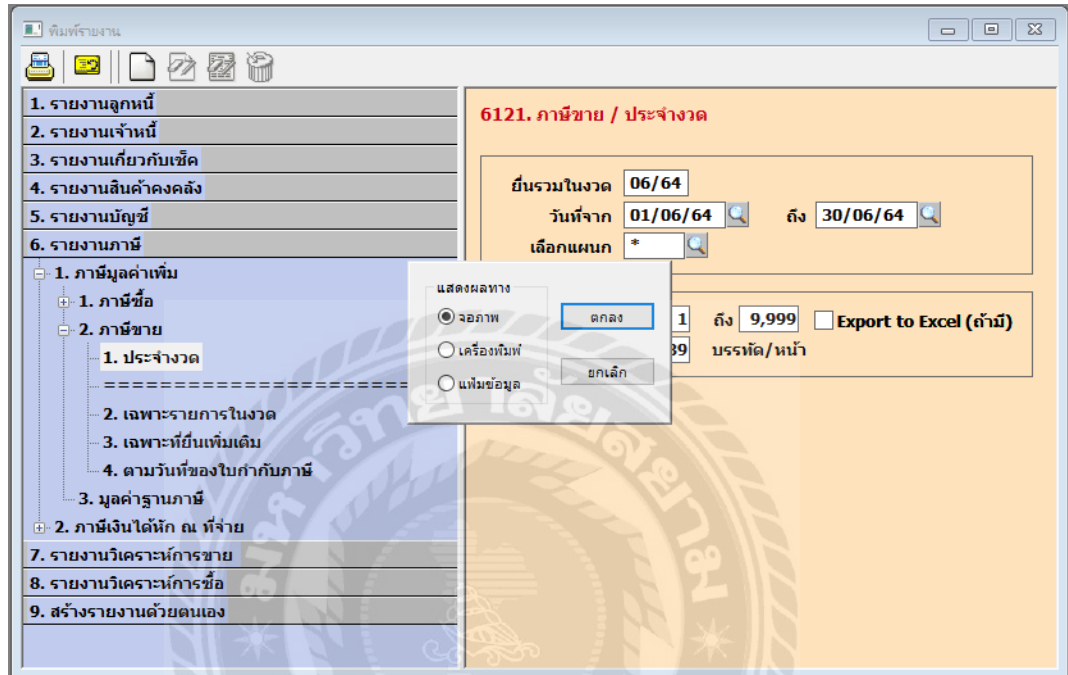 พิมพ์รายงาน
1. รายงานลูกหนี้
2. รายงานเจ้าหนี้
3. รายงานเกี่ยวกับเช็ค
4. รายงานสินค้าคงคลัง
5. รายงานบัญชี
6. รายงานภาษี
1. ภาษีมูลค่าเพิ่ม
1. ภาษีซื้อ
2. ภาษีขาย
1. ประจำงวด
========================
2. เฉพาะรายการในงวด
3. เฉพาะที่ยื่นเพิ่มเติม
4. ตามวันที่ของใบกำกับภาษี
3. มูลค่าฐานภาษี
2. ภาษีเงินได้หัก ณ ที่จ่าย
7. รายงานวิเคราะห์การขาย
8. รายงานวิเคราะห์การซื้อ
9. สร้างรายงานด้วยตนเอง
6121. ภาษีขาย / ประจำงวด
ยื่นรวมในงวด 06/64
วันที่จาก 01/06/64 ถึง 30/06/64
เลือกแผนก *
แสดงผลทาง
จอภาพ ตกลง
เครื่องพิมพ์
แฟ้มข้อมูล ยกเลิก
1 ถึง 9,999 Export to Excel (ถ้ามี)
39 บรรทัด/หน้า
มหาวิทยาลัยสยาม